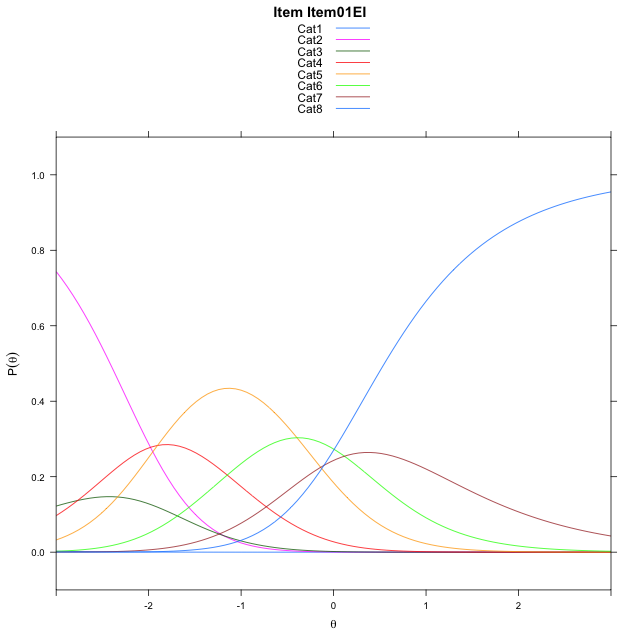 Item Item01EI
Cat1
Cat2
Cat3
Cat4
Cat5
Cat6
Cat7
Cat8
1.0
0.8
0.6
0.4
0.2
0.0
P(θ)
-2 -1 0 1 2
θ